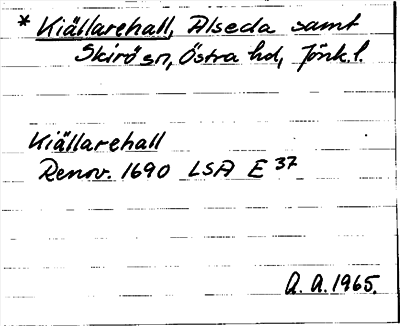 * Kiällarehall, Alseda samt
Skirö sn, Östra hd, Jönk. l.
Kiällarehall
Renov. 1690 LSA E 37
A. A. 1965.